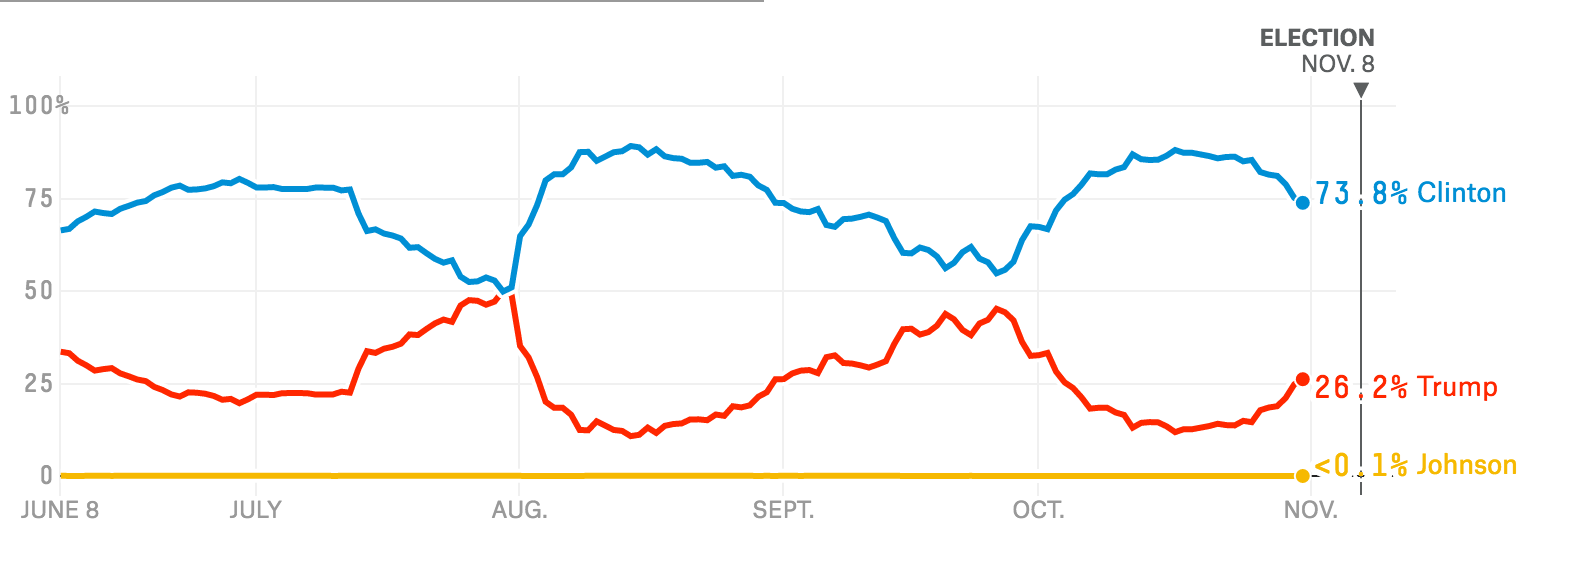 ELECTION
NOV. 8
100%
75
73.8% Clinton
50
25
26.2% Trump
0
<0.1% Johnson
JUNE 8 JULY AUG. SEPT. OCT. NOV.